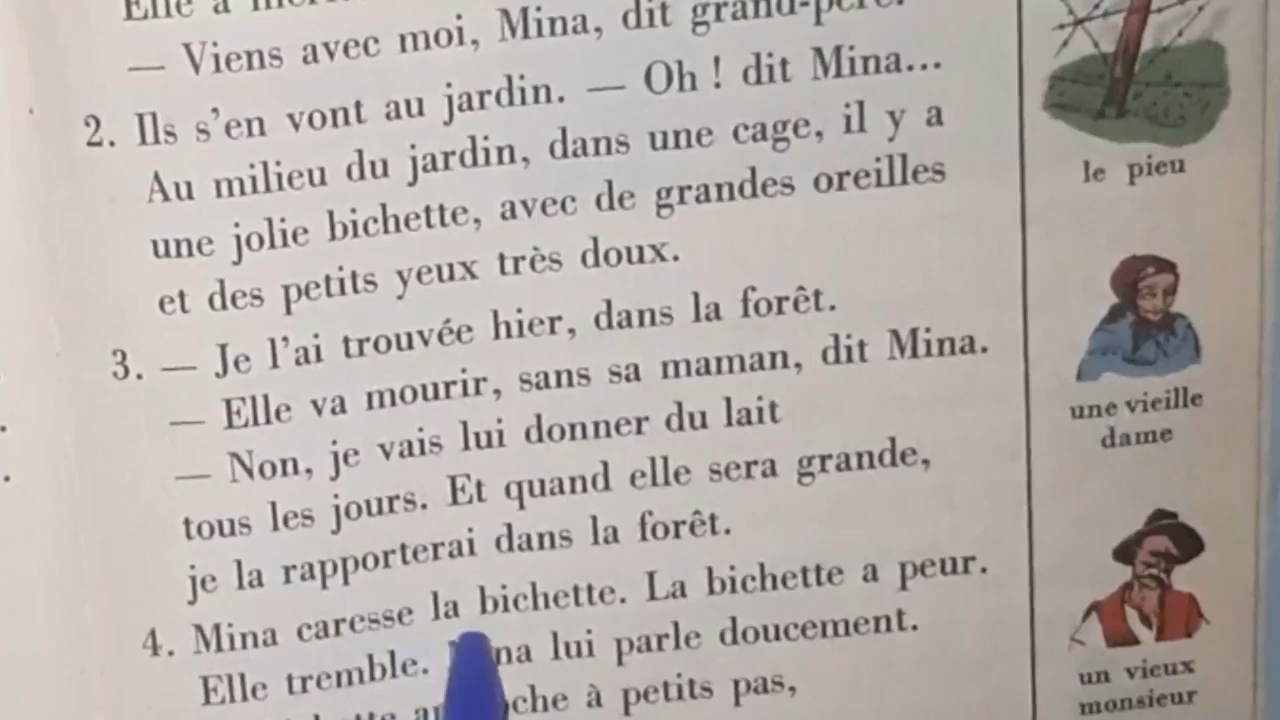 Elle a
— Viens avec moi, Mina, dit grand-père.
2. Ils s'en vont au jardin. — Oh ! dit Mina...
Au milieu du jardin, dans une cage, il y a
une jolie bichette, avec de grandes oreilles
et des petits yeux très doux.
3. — Je l'ai trouvée hier, dans la forêt.
— Elle va mourir, sans sa maman, dit Mina.
— Non, je vais lui donner du lait
tous les jours. Et quand elle sera grande,
je la rapporterai dans la forêt.
4. Mina caresse la bichette. La bichette a peur.
Elle tremble. lui parle doucement.
à petits pas,
le pieu
une vieille
dame
un vieux
monsieur